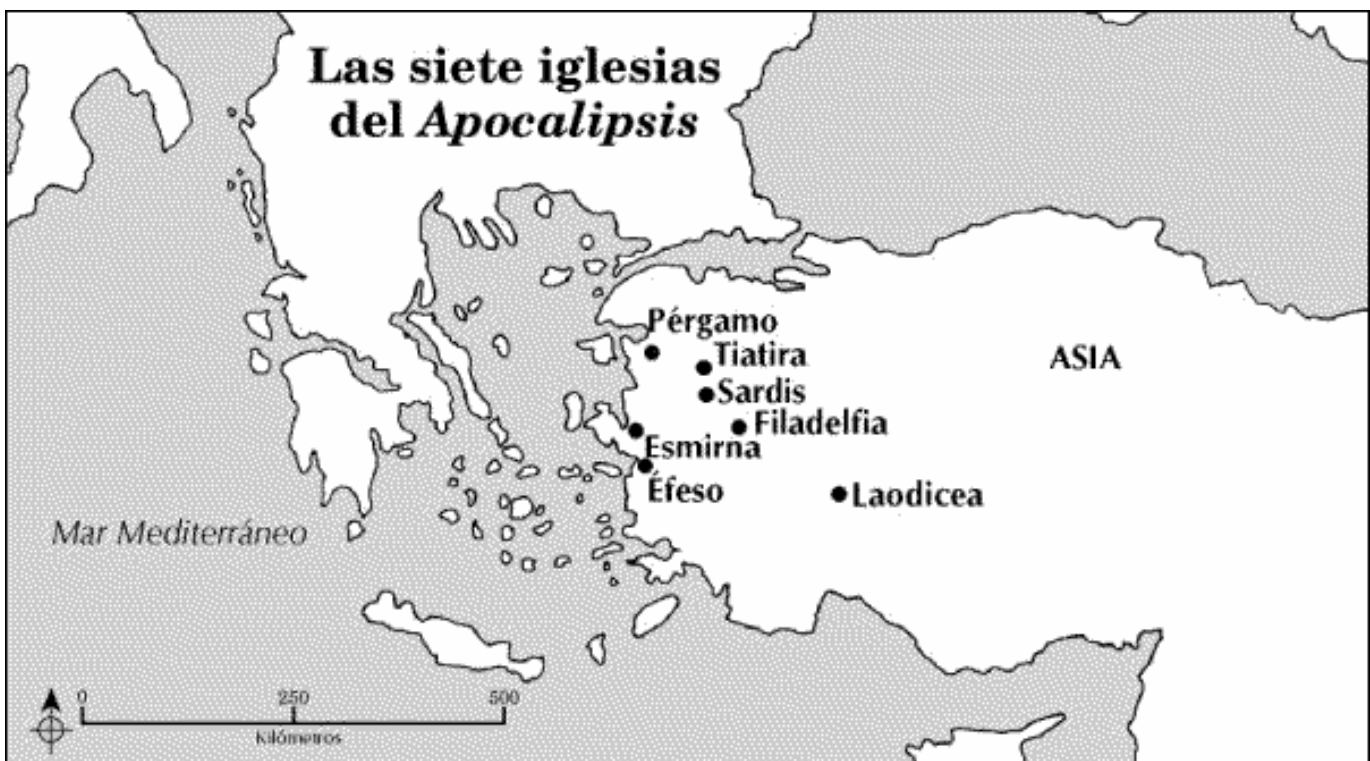 Las siete iglesias
del Apocalipsis
Pérgamo
Tiatira
ASIA
Sardis
Filadelfia
Esmirna
Éfeso
Laodicea
Mar Mediterráneo
0 250 500
Kilómetros